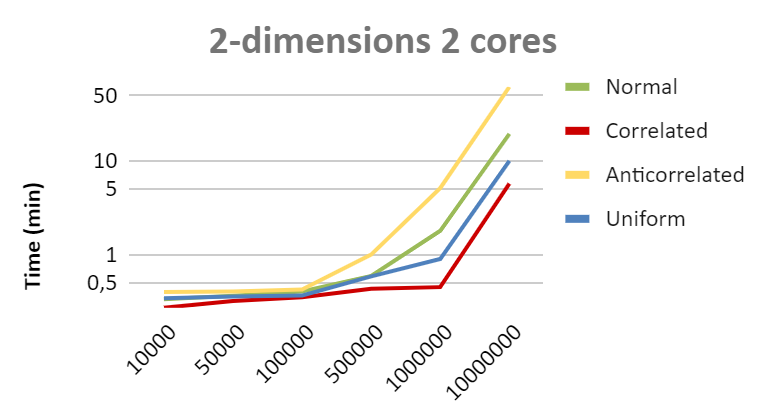 2-dimensions 2 cores
Time (min)
50
10
5
1
0,5
10000
50000
100000
500000
1000000
10000000
Normal
Correlated
Anticorrelated
Uniform